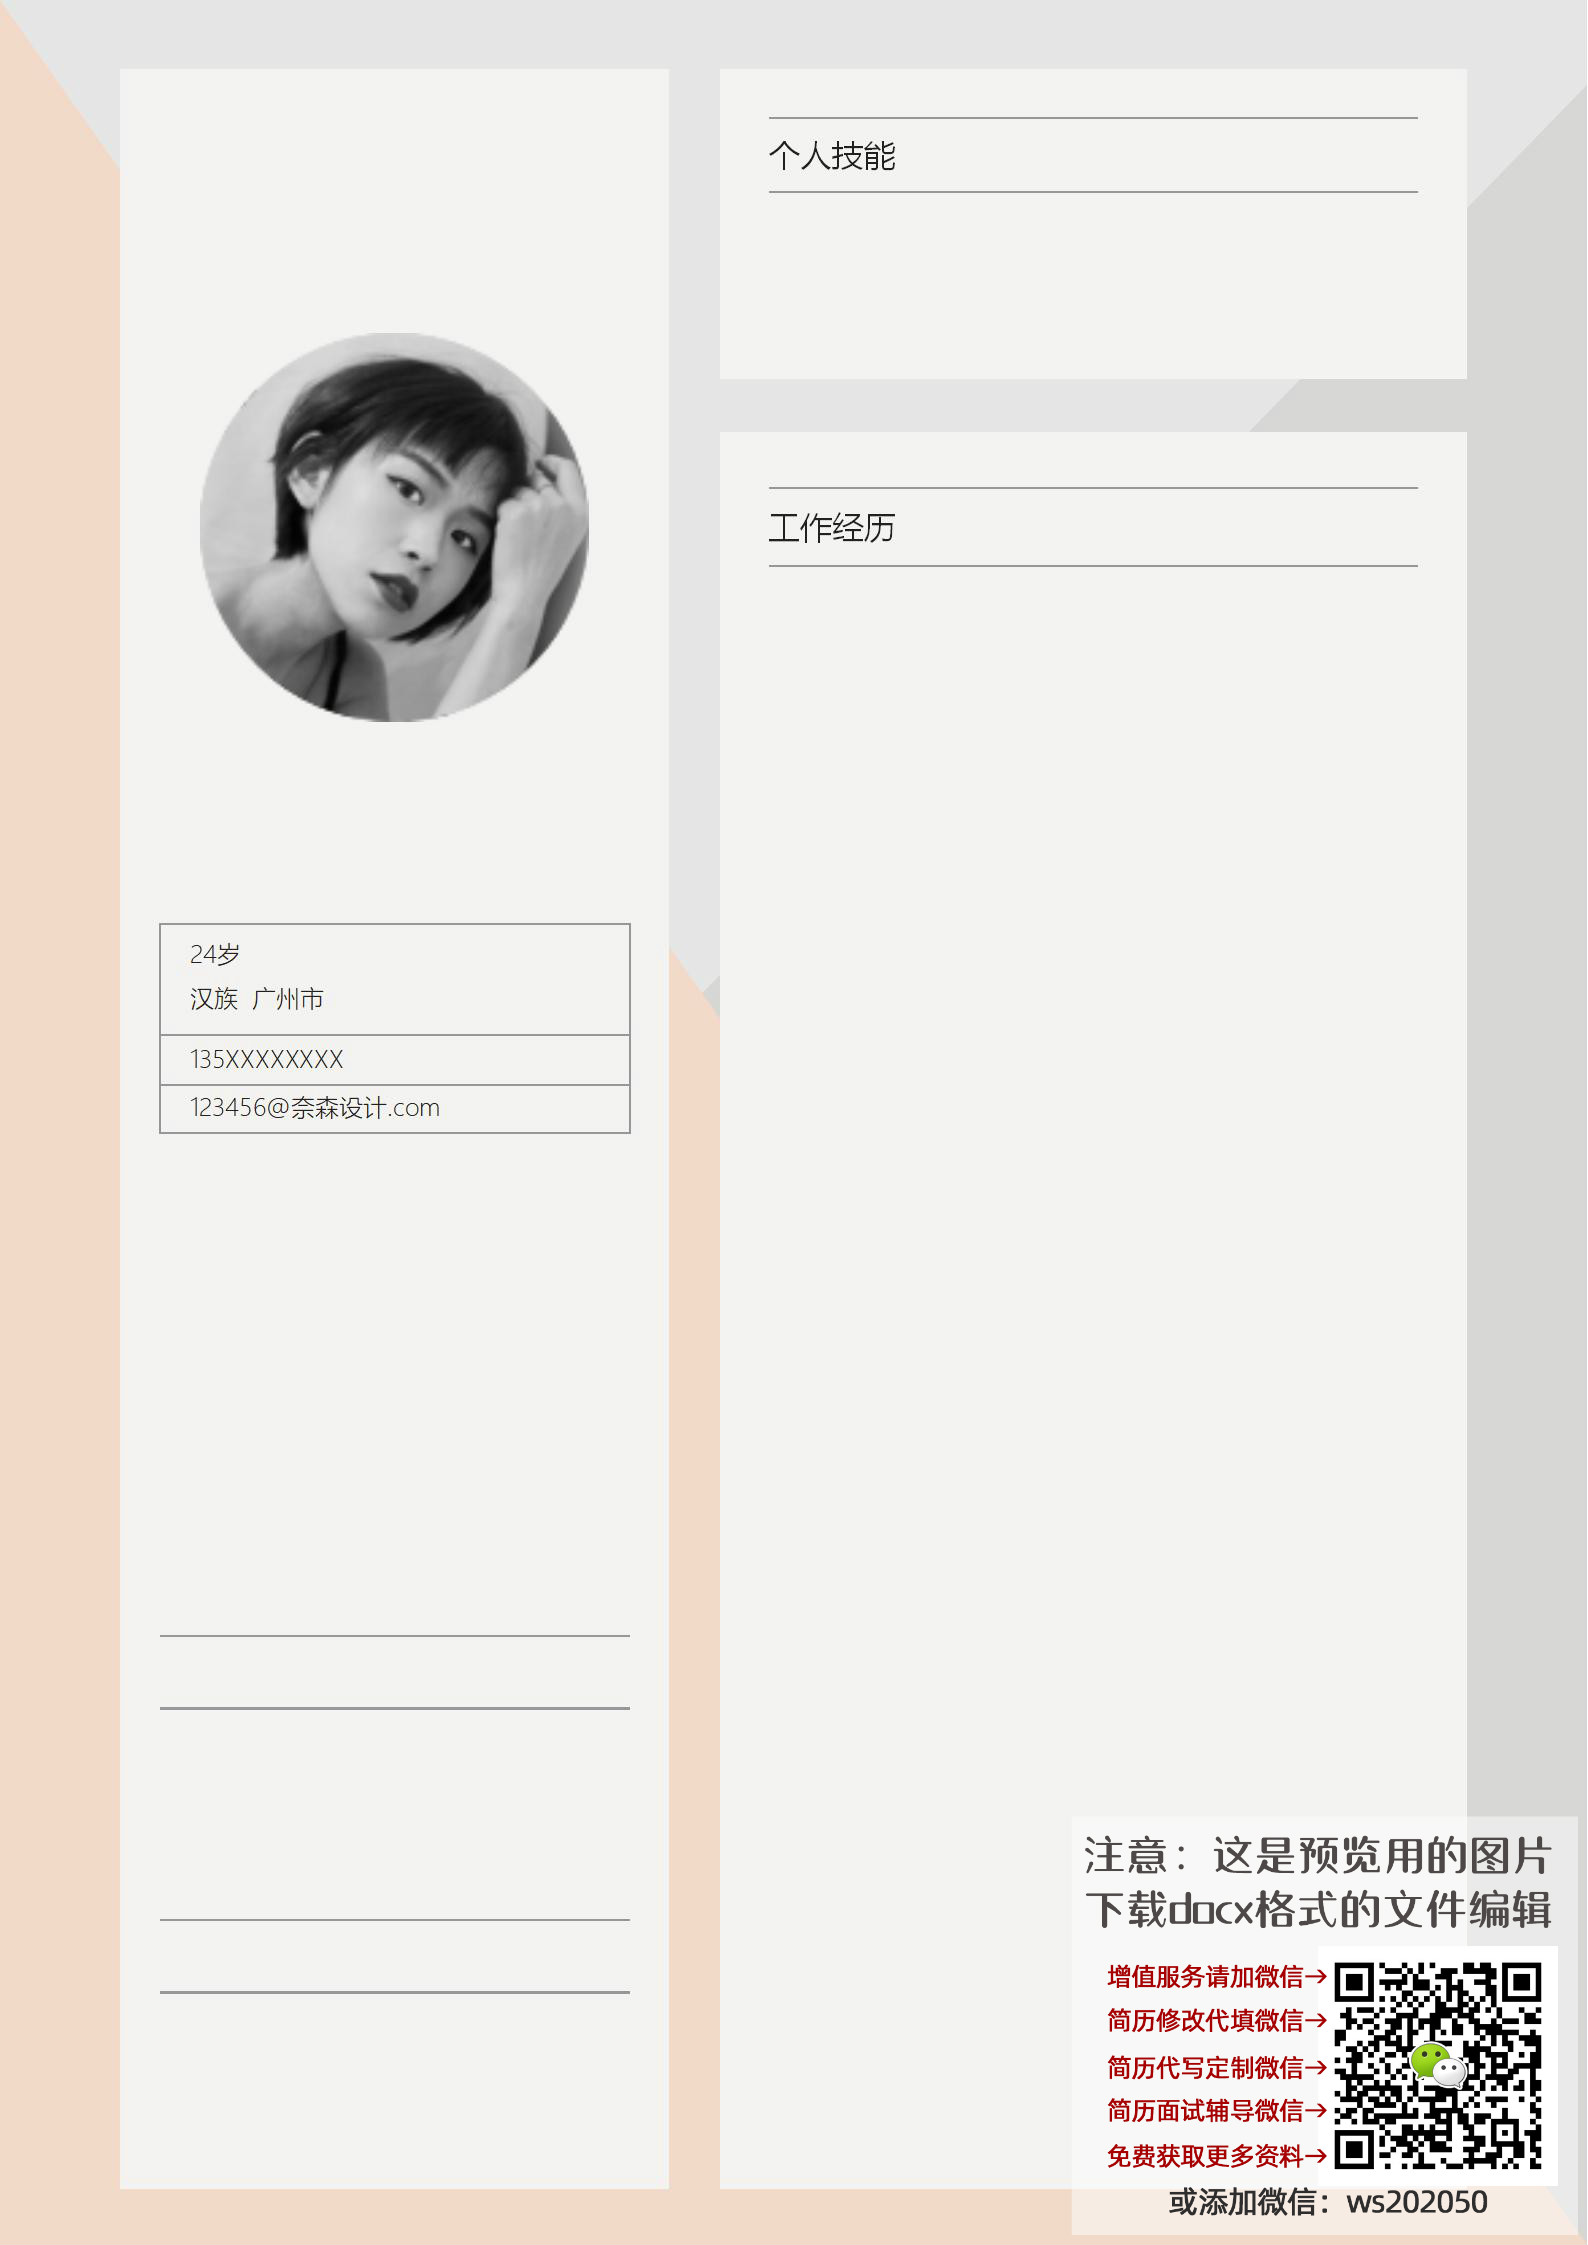 24岁
汉族 广州市
135XXXXXXXX
123456@奈森设计.com
个人技能
工作经历
注意：这是预览用的图片
下载docx格式的文件编辑
增值服务请加微信→
简历修改代填微信→
简历代写定制微信→
简历面试辅导微信→
免费获取更多资料→
或添加微信：ws202050